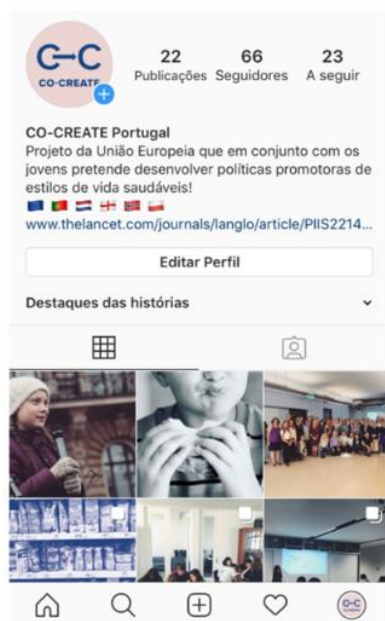 C-C
CO-CREATE
22 66 23
Publicações Seguidores A seguir
CO-CREATE Portugal
Projeto da União Europeia que em conjunto com os
jovens pretende desenvolver políticas promotoras de
estilos de vida saudáveis!
www.thelancet.com/journals/langlo/article/PIIS2214...
Editar Perfil
Destaques das histórias
C-C